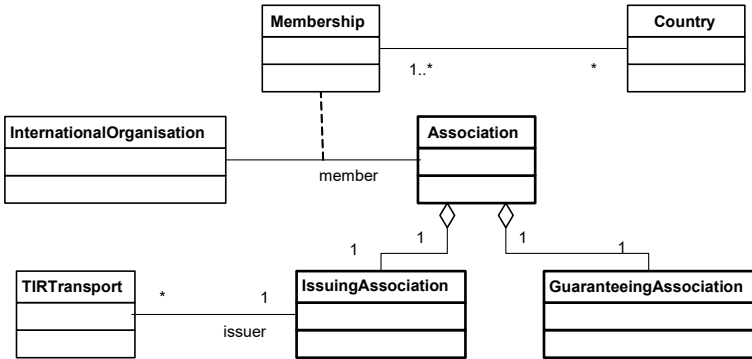 Membership
Country
1..*
*
InternationalOrganisation
Association
member
1
1
1
1
TIRTransport
*
1
IssuingAssociation
GuaranteeingAssociation
issuer